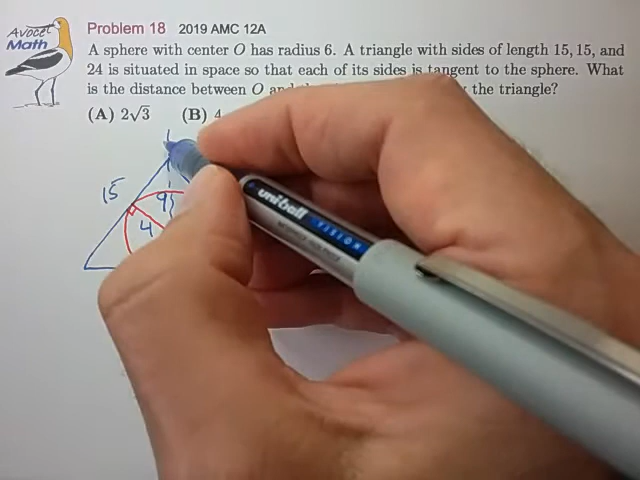 Avocet
Math
Problem 18 2019 AMC 12A
A sphere with center O has radius 6. A triangle with sides of length 15, 15, and
24 is situated in space so that each of its sides is tangent to the sphere. What
is the distance between O and the triangle?
(A) 2√3 (B) 4
15
9
4
uniball
VISION